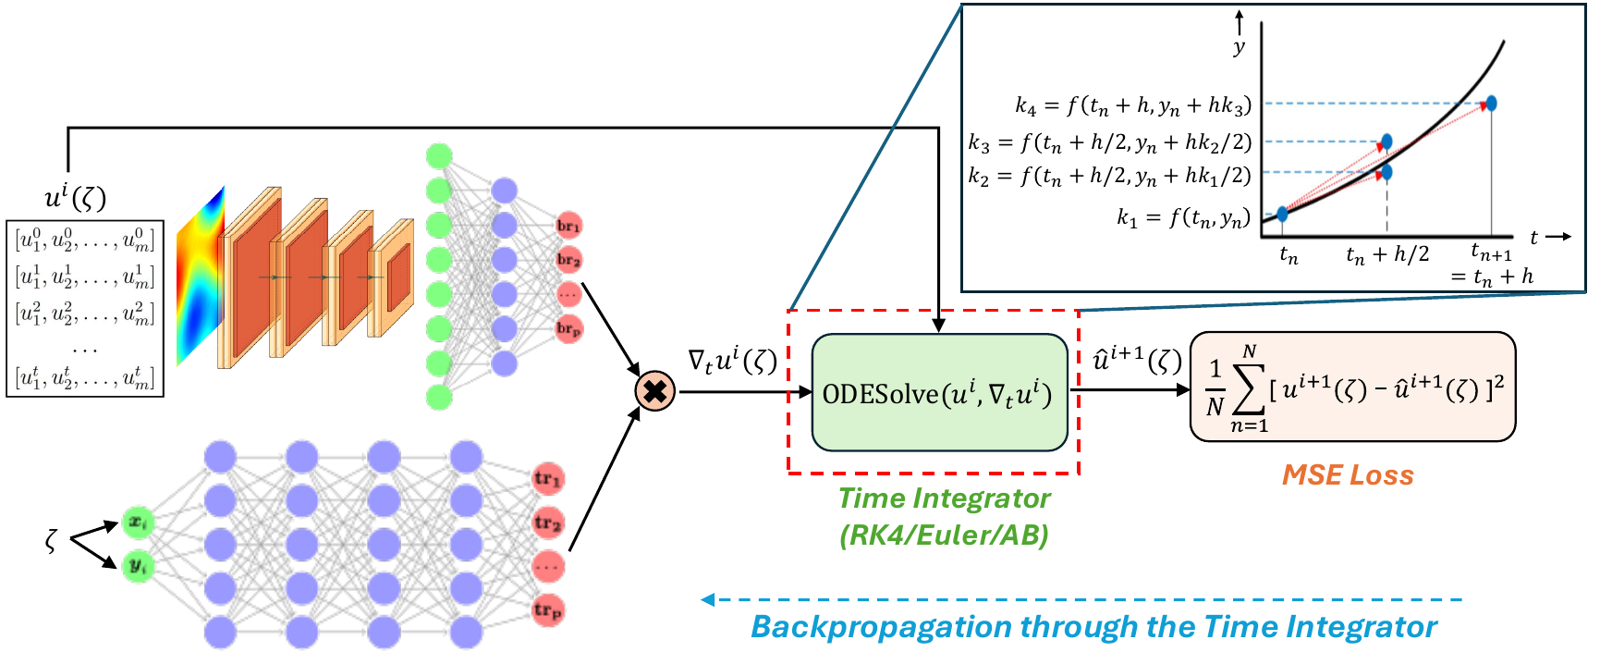 y
k₄ = f(tₙ + h, yₙ + hk₃)
k₃ = f(tₙ + h/2, yₙ + hk₂/2)
k₂ = f(tₙ + h/2, yₙ + hk₁/2)
k₁ = f(tₙ, yₙ)
t
tₙ
tₙ + h/2
tₙ₊₁
= tₙ + h
uⁱ(ζ)
[u₁⁰, u₂⁰, . . . , uₘ⁰]
[u₁¹, u₂¹, . . . , uₘ¹]
[u₁², u₂², . . . , uₘ²]
. . .
[u₁ᵗ, u₂ᵗ, . . . , uₘᵗ]
br₁
br₂
...
brₚ
∇ₜuⁱ(ζ)
ODESolve(uⁱ, ∇ₜuⁱ)
ûⁱ⁺¹(ζ)
1/N ∑ₙ₌₁ᴺ [ uⁱ⁺¹(ζ) − ûⁱ⁺¹(ζ) ]²
MSE Loss
Time Integrator
(RK4/Euler/AB)
ζ
xᵢ
yᵢ
tr₁
tr₂
...
trₚ
Backpropagation through the Time Integrator